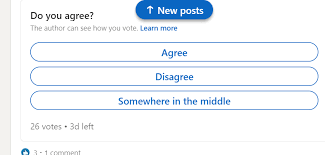 ↑ New posts
Do you agree?
The author can see how you vote. Learn more
Agree
Disagree
Somewhere in the middle
26 votes • 3d left
3 • 1 comment